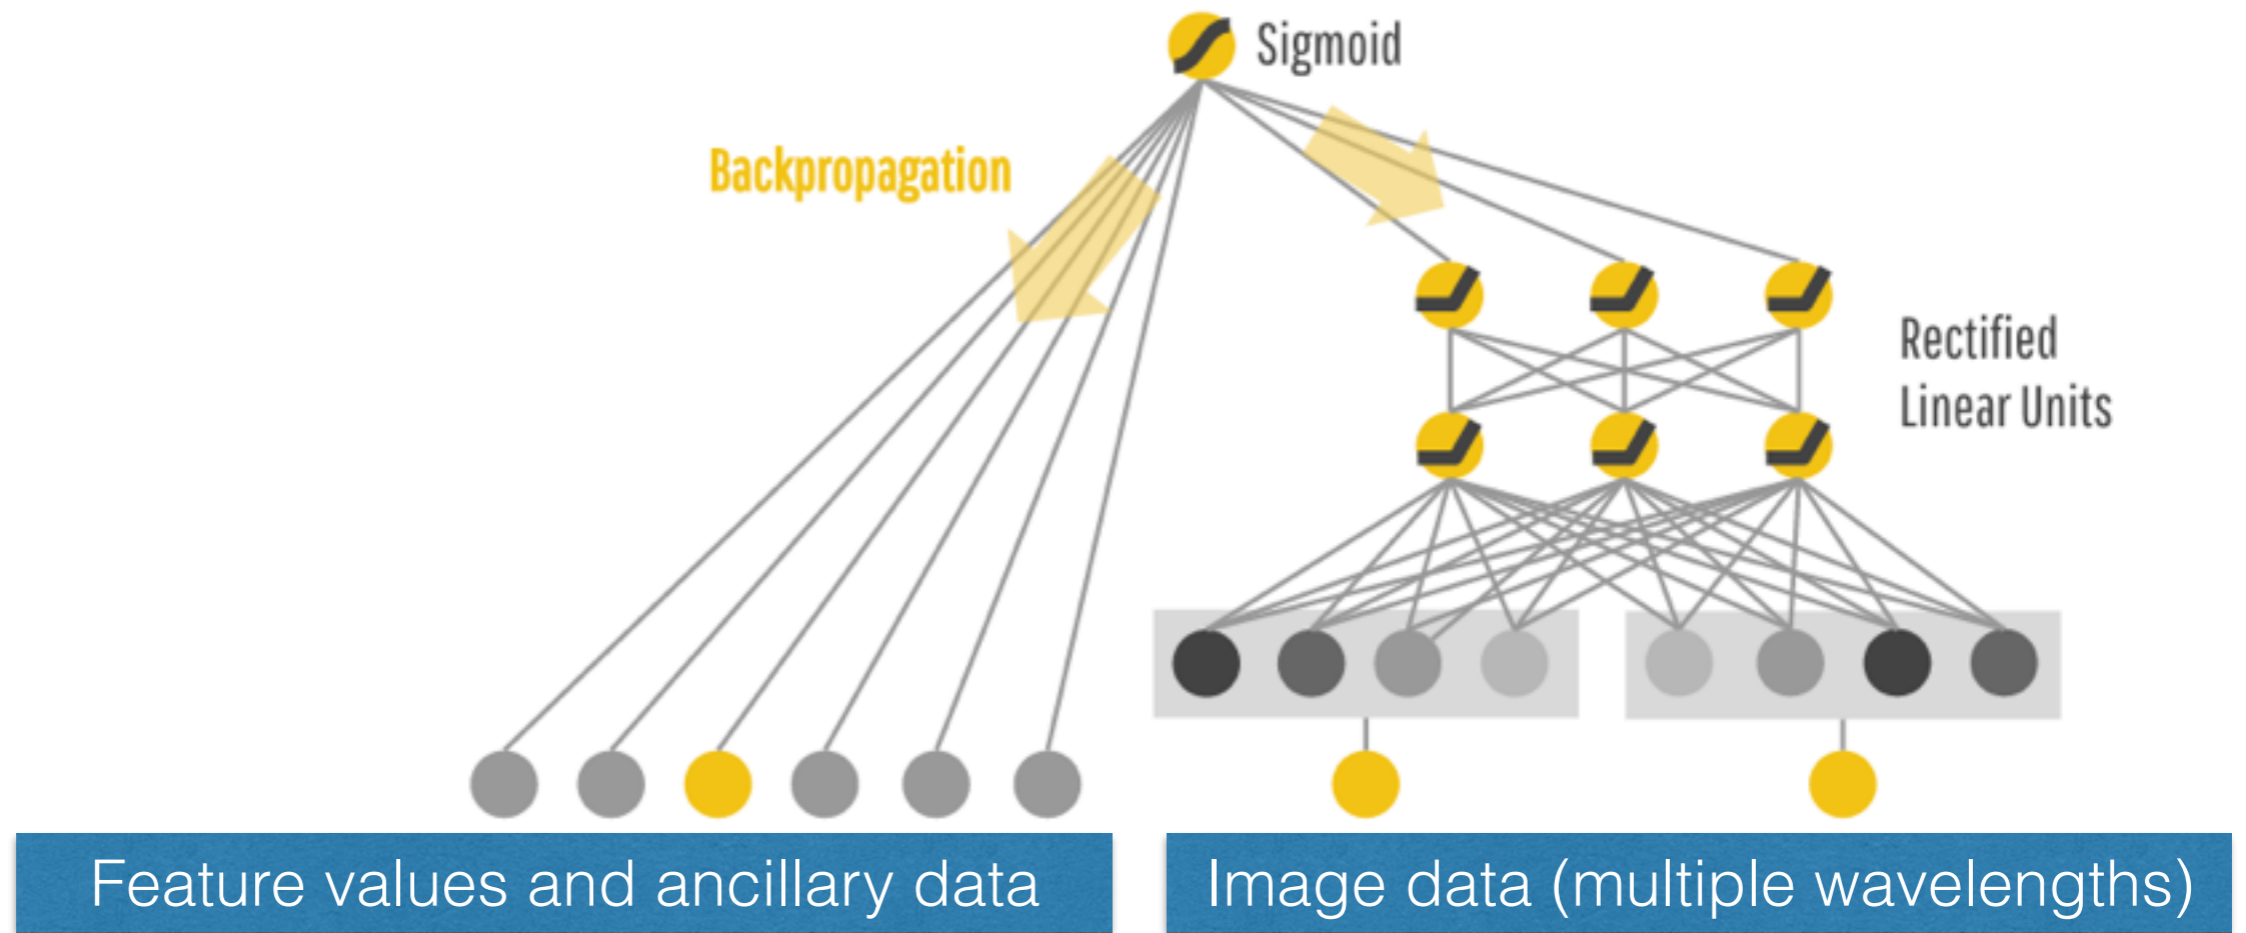 Sigmoid
Backpropagation
Rectified
Linear Units
Feature values and ancillary data
Image data (multiple wavelengths)